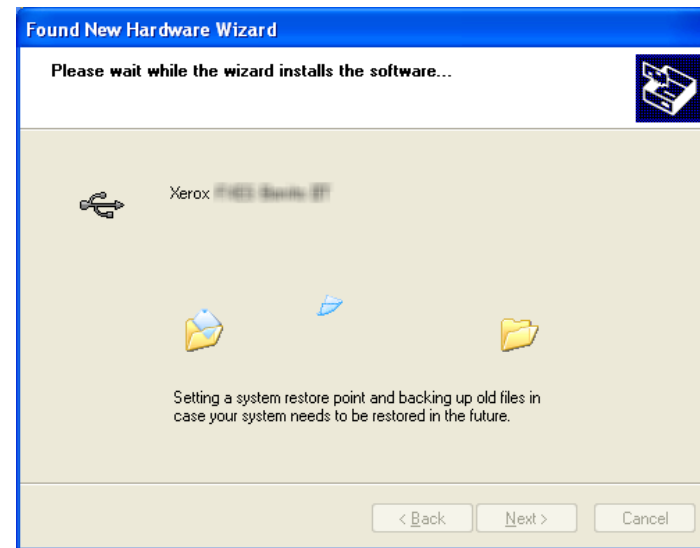 Found New Hardware Wizard
Please wait while the wizard installs the software...
Xerox
Setting a system restore point and backing up old files in
case your system needs to be restored in the future.
< Back
Next >
Cancel